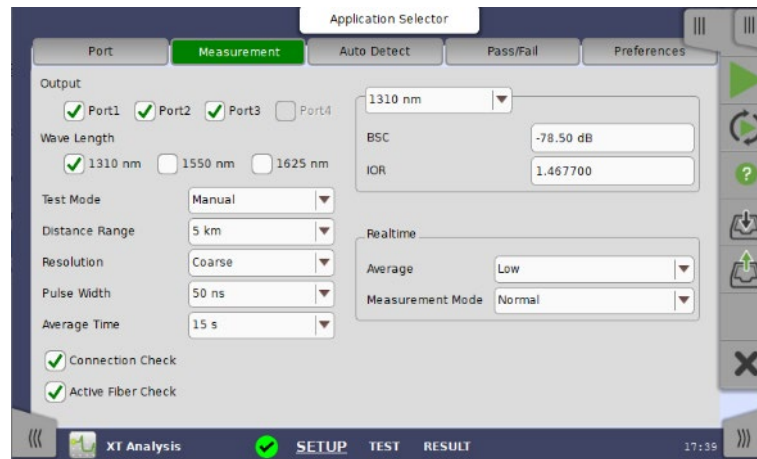 Application Selector
Port
Measurement
Auto Detect
Pass/Fail
Preferences
Output
Port1 Port2 Port3 Port4
Wave Length
1310 nm 1550 nm 1625 nm
Test Mode Manual
Distance Range 5 km
Resolution Coarse
Pulse Width 50 ns
Average Time 15 s
Connection Check
Active Fiber Check
1310 nm
BSC -78.50 dB
IOR 1.467700
Realtime
Average Low
Measurement Mode Normal
XT Analysis SETUP TEST RESULT 17:39